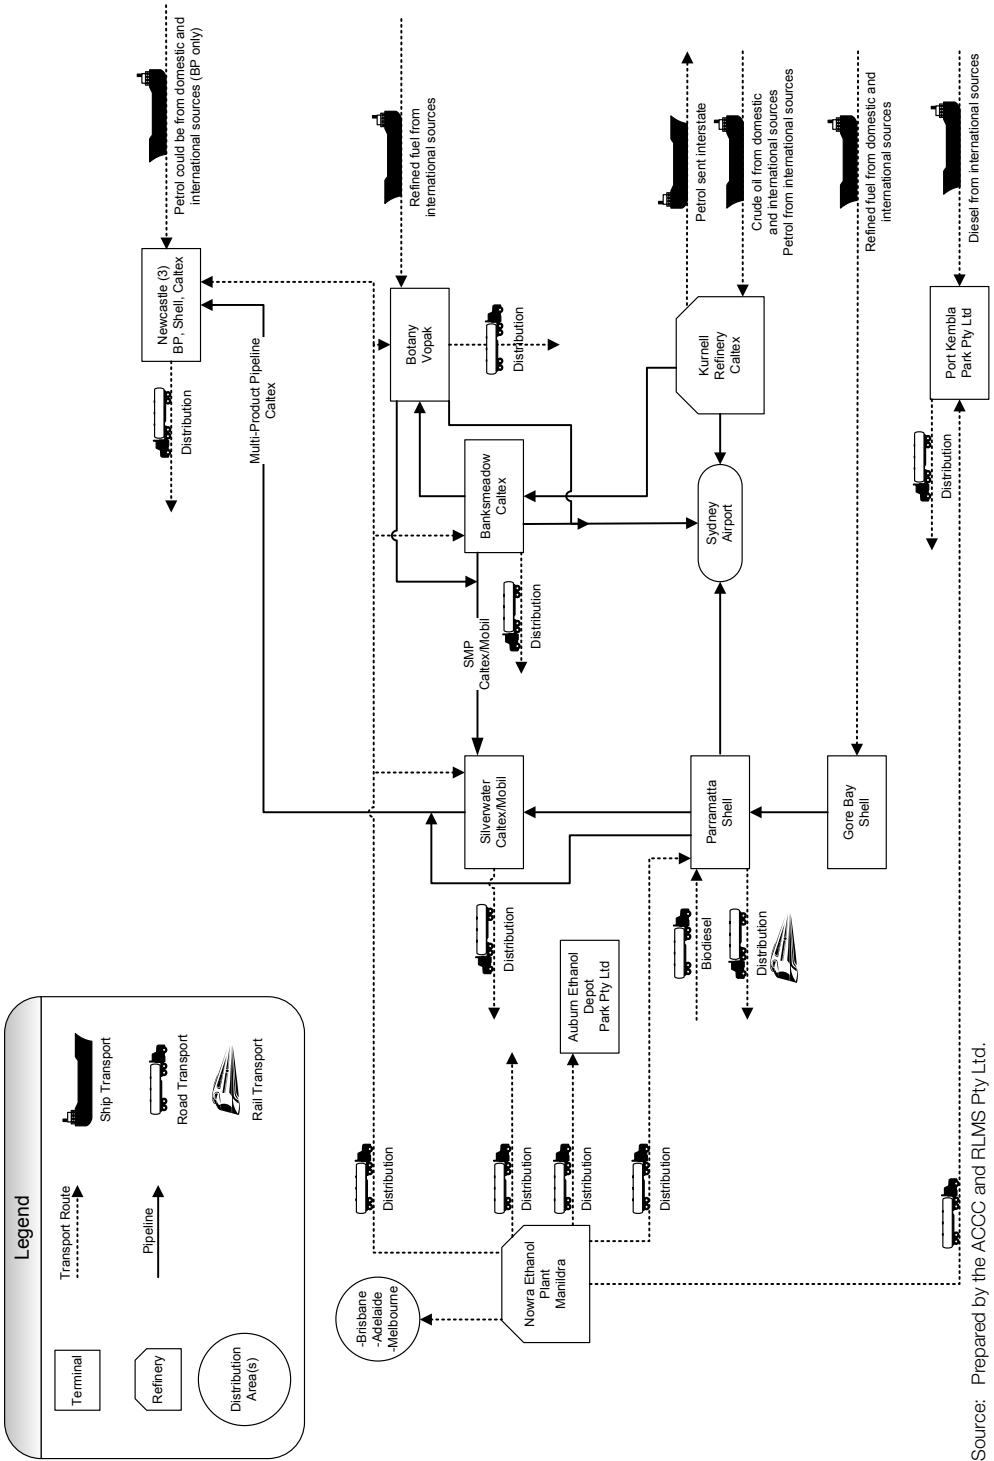 Legend
Terminal
Refinery
Distribution
Area(s)
Transport Route
Pipeline
Ship Transport
Road Transport
Rail Transport
-Brisbane
-Adelaide
-Melbourne
Nowra Ethanol
Plant
Manildra
Distribution
Distribution
Distribution
Distribution
Auburn Ethanol
Depot
Park Pty Ltd
Distribution
Biodiesel
Distribution
Silverwater
Caltex/Mobil
Parramatta
Shell
Gore Bay
Shell
SMP
Caltex/Mobil
Distribution
Multi-Product Pipeline
Caltex
Distribution
Banksmeadow
Caltex
Sydney
Airport
Distribution
Newcastle (3)
BP, Shell, Caltex
Botany
Vopak
Distribution
Kurnell
Refinery
Caltex
Port Kembla
Park Pty Ltd
Petrol could be from domestic and
international sources (BP only)
Refined fuel from
international sources
Petrol sent interstate
Crude oil from domestic
and international sources
Petrol from international sources
Refined fuel from domestic and
international sources
Diesel from international sources
Source: Prepared by the ACCC and RLMS Pty Ltd.